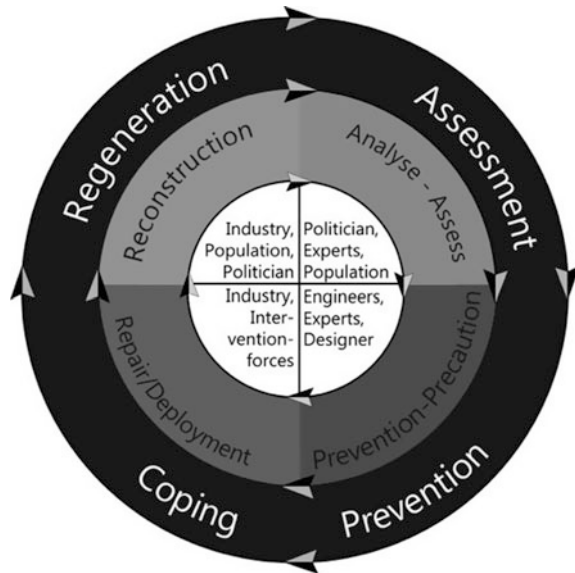 Regeneration
Assessment
Reconstruction
Analyse - Assess
Industry,
Population,
Politician
Politician,
Experts,
Population
Industry,
Inter-
vention-
forces
Engineers,
Experts,
Designer
Repair/Deployment
Prevention-Precaution
Coping
Prevention